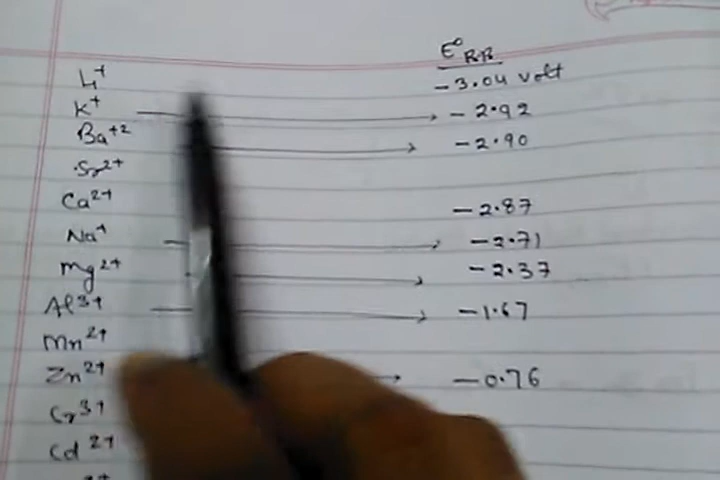 E° RR
Li+ -3.04 volt
K+ → -2.92
Ba+2 → -2.90
Sr2+
Ca2+ -2.87
Na+ → -2.71
Mg2+ → -2.37
Al3+ → -1.67
Mn2+
Zn2+ → -0.76
Cr3+
Cd2+